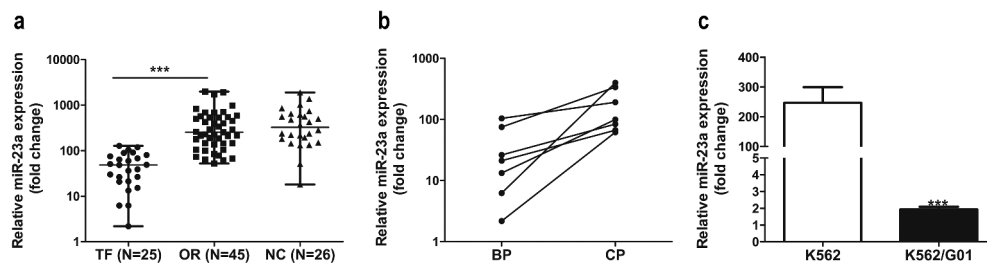 a
Relative miR-23a expression
(fold change)
10000
1000
100
10
1
***
TF (N=25)
OR (N=45)
NC (N=26)
b
Relative miR-23a expression
(fold change)
1000
100
10
1
BP
CP
c
Relative miR-23a expression
(fold change)
400
300
200
100
5
4
3
2
1
0
***
K562
K562/G01